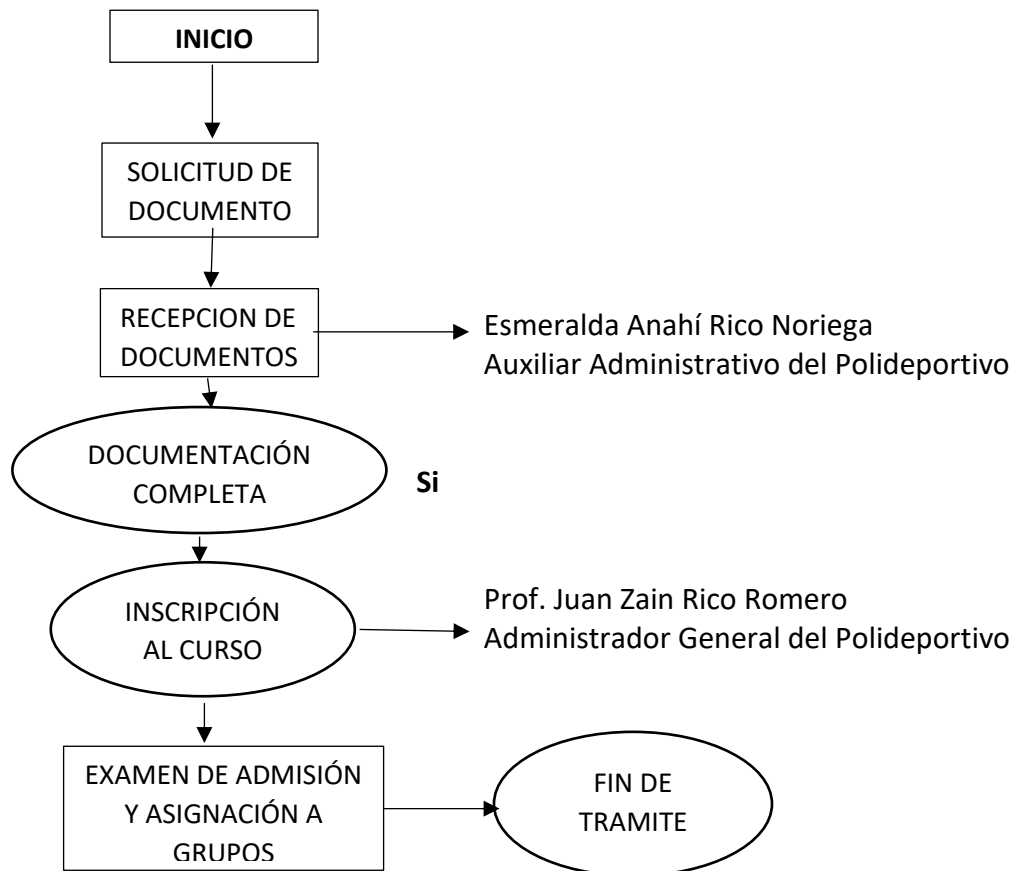 INICIO
SOLICITUD DE
DOCUMENTO
RECEPCION DE
DOCUMENTOS
Esmeralda Anahí Rico Noriega
Auxiliar Administrativo del Polideportivo
DOCUMENTACIÓN
COMPLETA
Si
INSCRIPCIÓN
AL CURSO
Prof. Juan Zain Rico Romero
Administrador General del Polideportivo
EXAMEN DE ADMISIÓN
Y ASIGNACIÓN A
GRUPOS
FIN DE
TRAMITE